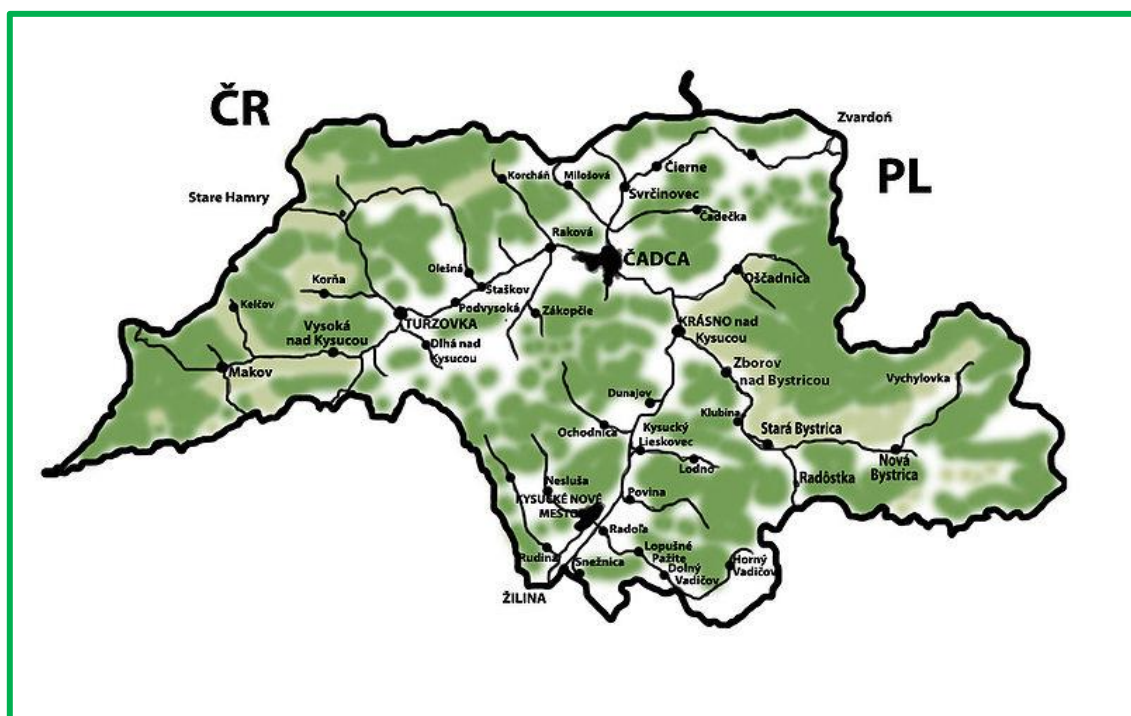 ČR
Zvardoň
PL
Korcháň
Milošová
Čierne
Svrčinovec
Stare Hamry
Čadečka
Raková
ČADCA
Olešná
Staškov
Oščadnica
Korňa
Kelčov
Podvysoká
Zákopčie
TURZOVKA
KRÁSNO nad
Kysucou
Vysoká
nad Kysucou
Dlhá nad
Kysucou
Makov
Zborov
nad Bystricou
Vychylovka
Dunajov
Klubina
Ochodnica
Kysucký
Lieskovec
Stará Bystrica
Lodno
Nová
Bystrica
Radôstka
Nesluša
KYSUCKÉ NOVÉ
MESTO
Povina
Radoľa
Rudina
Snežnica
Lopušné
Pažite
Dolný
Vadičov
Horný
Vadičov
ŽILINA